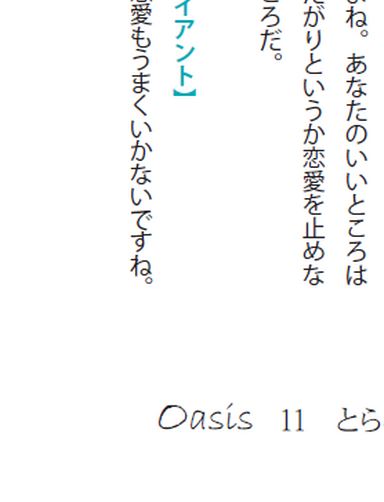 よね。あなたのいいところは
がりというか恋愛を止めな
ころだ。
イアント】
恋愛もうまくいかないですね。
Oasis 11 とら